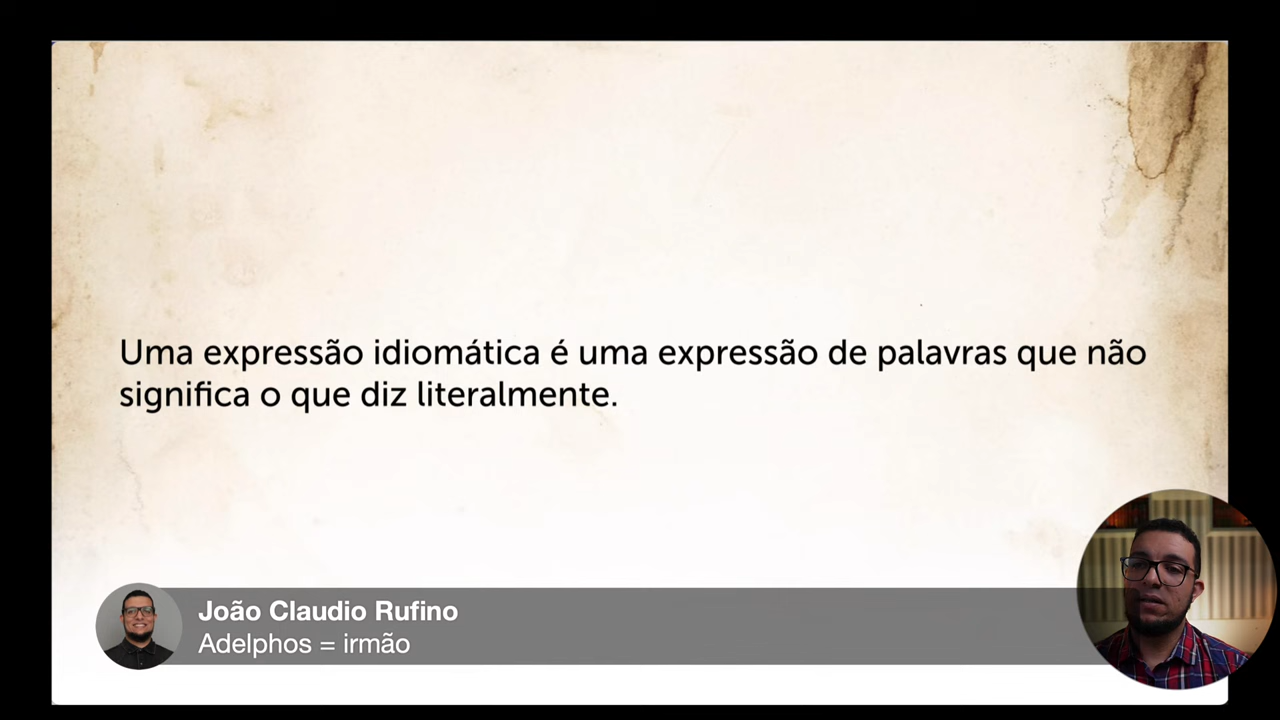 Uma expressão idiomática é uma expressão de palavras que não
significa o que diz literalmente.
João Claudio Rufino
Adelphos = irmão